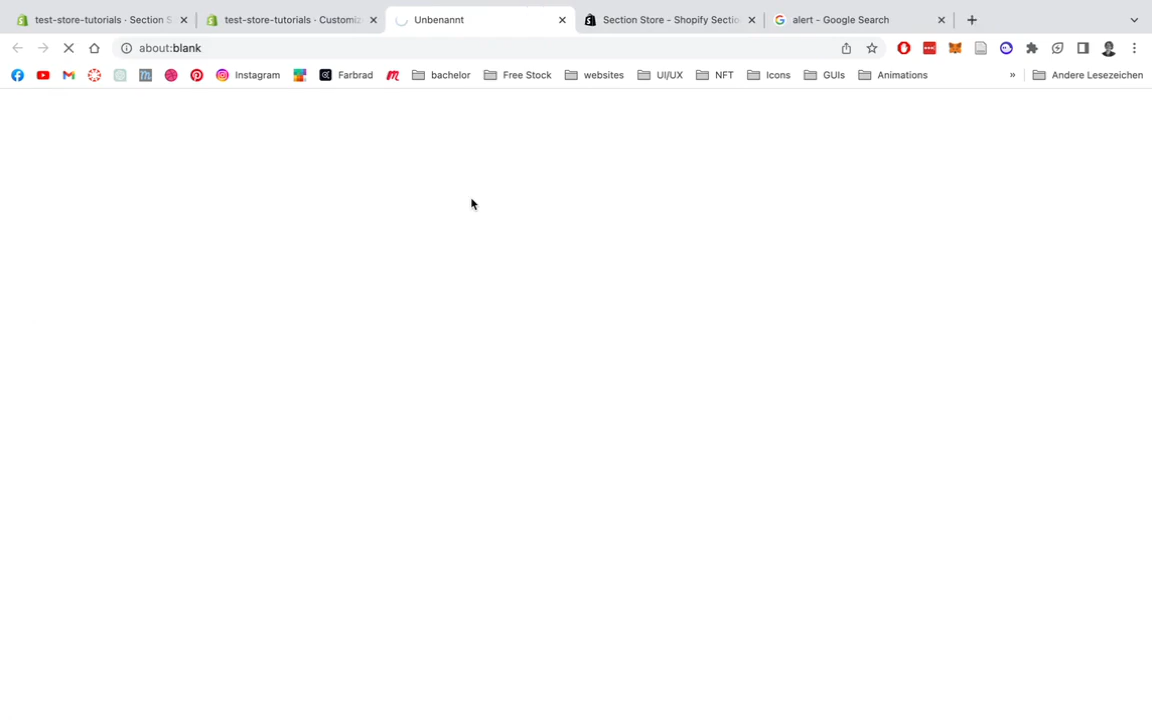 test-store-tutorials · Section S
test-store-tutorials · Customiz
Unbenannt
Section Store - Shopify Sectio
alert - Google Search
about:blank
Instagram
Farbrad
bachelor
Free Stock
websites
UI/UX
NFT
Icons
GUIs
Animations
»
Andere Lesezeichen